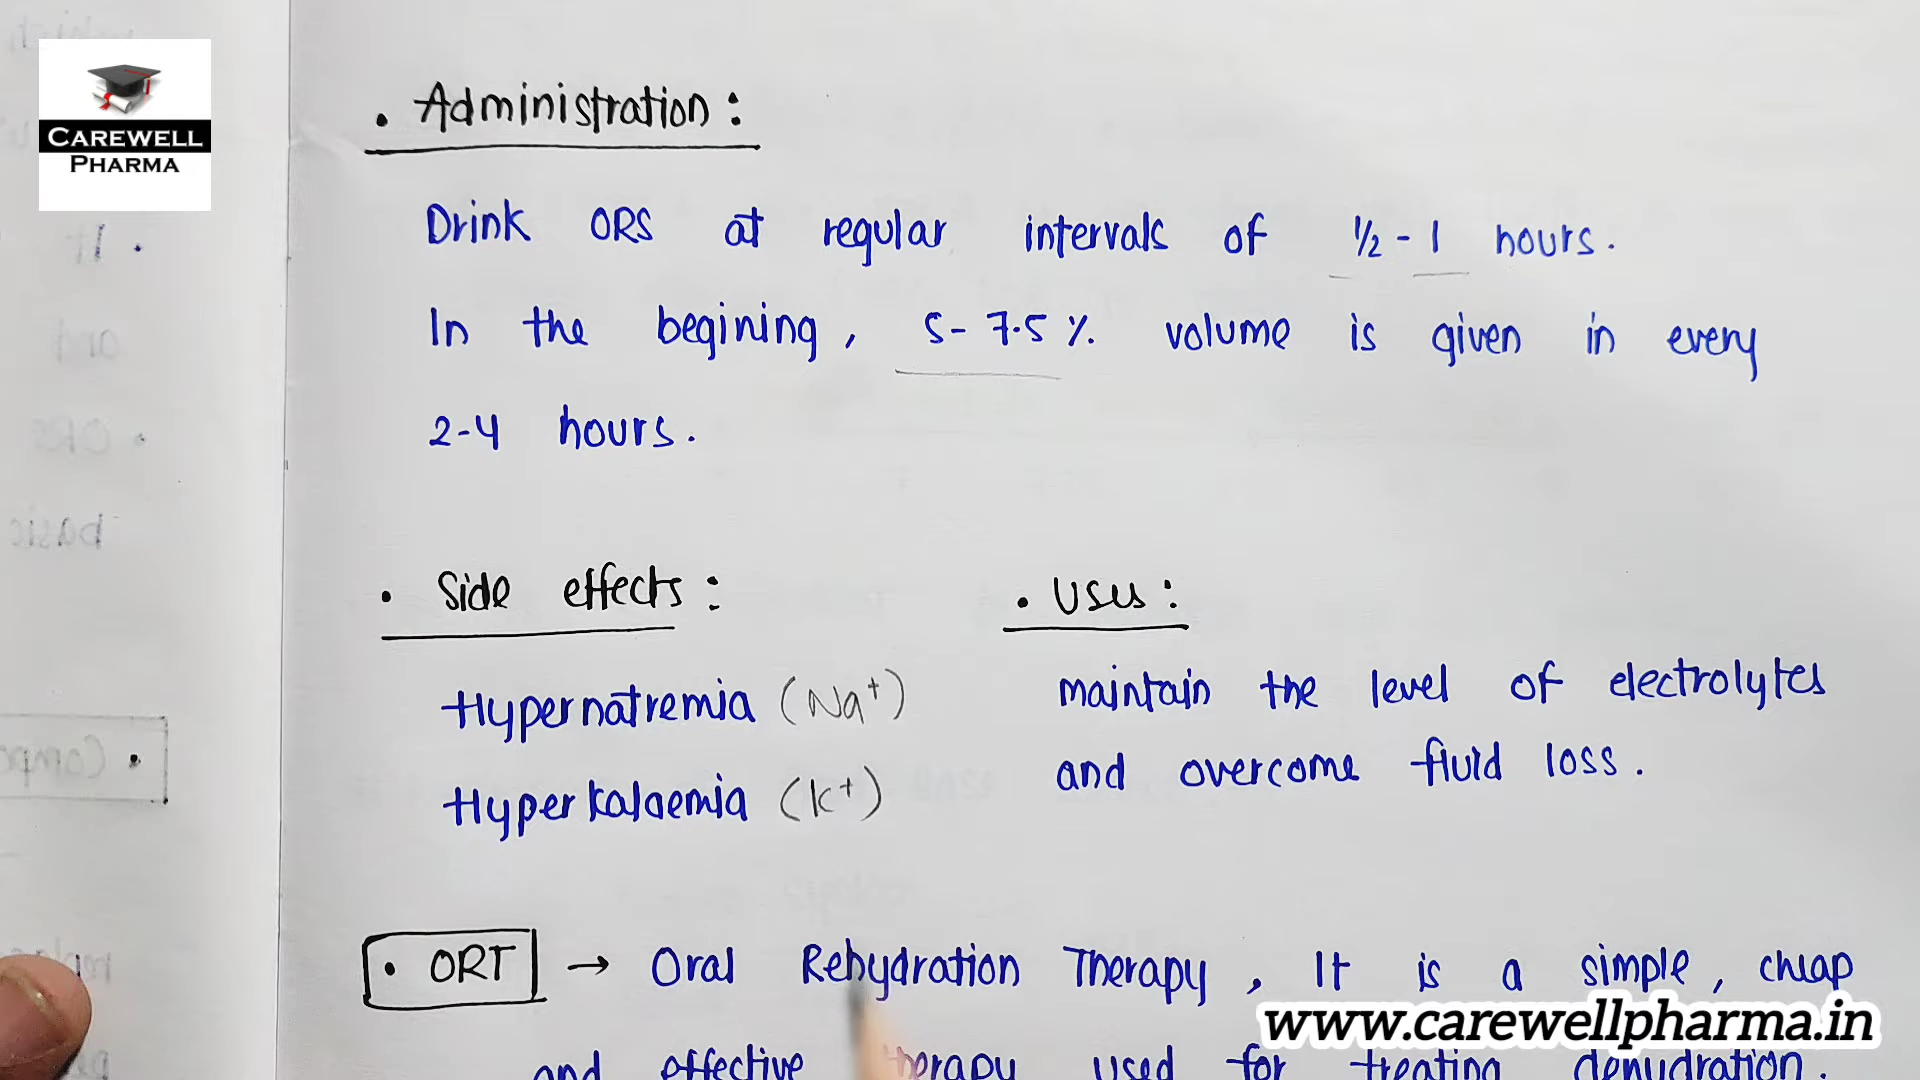 CAREWELL
PHARMA
• Administration :
Drink ORS at regular intervals of 1/2 - 1 hours.
In the begining, 5-7.5 % volume is given in every
2-4 hours.
• Side effects :
Hypernatremia (Na+)
Hyperkalaemia (K+)
• Uses :
maintain the level of electrolytes
and overcome fluid loss.
• ORT → Oral Rehydration Therapy, It is a simple, cheap
and effective therapy used for treating dehydration.
www.carewellpharma.in